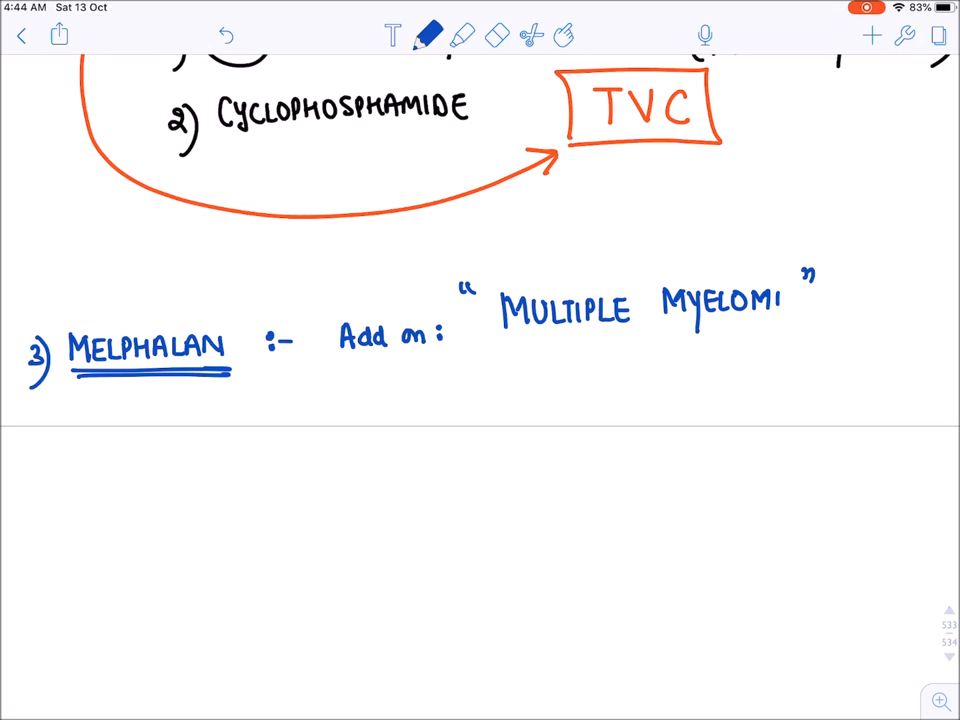 4:44 AM Sat 13 Oct 83%
T
2) CYCLOPHOSPHAMIDE TVC
3) MELPHALAN :- Add on: “ MULTIPLE MYELOMI ”
533
534